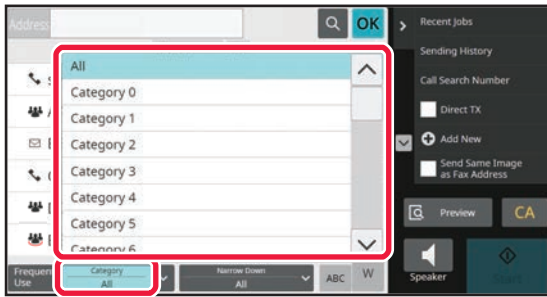 Address
OK
All
Category 0
Category 1
Category 2
Category 3
Category 4
Category 5
Category 6
Frequent
Use
Category
All
Narrow Down
All
ABC
W
Recent Jobs
Sending History
Call Search Number
Direct TX
Add New
Send Same Image
as Fax Address
Preview
CA
Speaker
Start